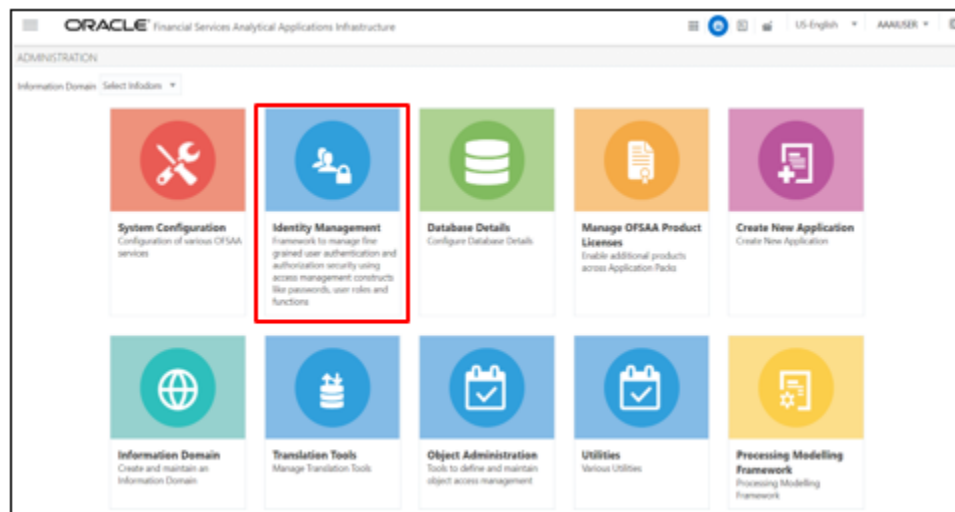 ORACLE Financial Services Analytical Applications Infrastructure
US-English
AAAIUSER
ADMINISTRATION
Information Domain Select Infodom
System Configuration
Configuration of various OFSAA
services
Identity Management
Framework to manage fine
grained user authentication and
authorization security using
access management constructs
like passwords, user roles and
functions
Database Details
Configure Database Details
Manage OFSAA Product
Licenses
Enable additional products
across Application Packs
Create New Application
Create New Application
Information Domain
Create and maintain an
Information Domain
Translation Tools
Manage Translation Tools
Object Administration
Tools to define and maintain
object access management
Utilities
Various Utilities
Processing Modelling
Framework
Processing Modelling
Framework